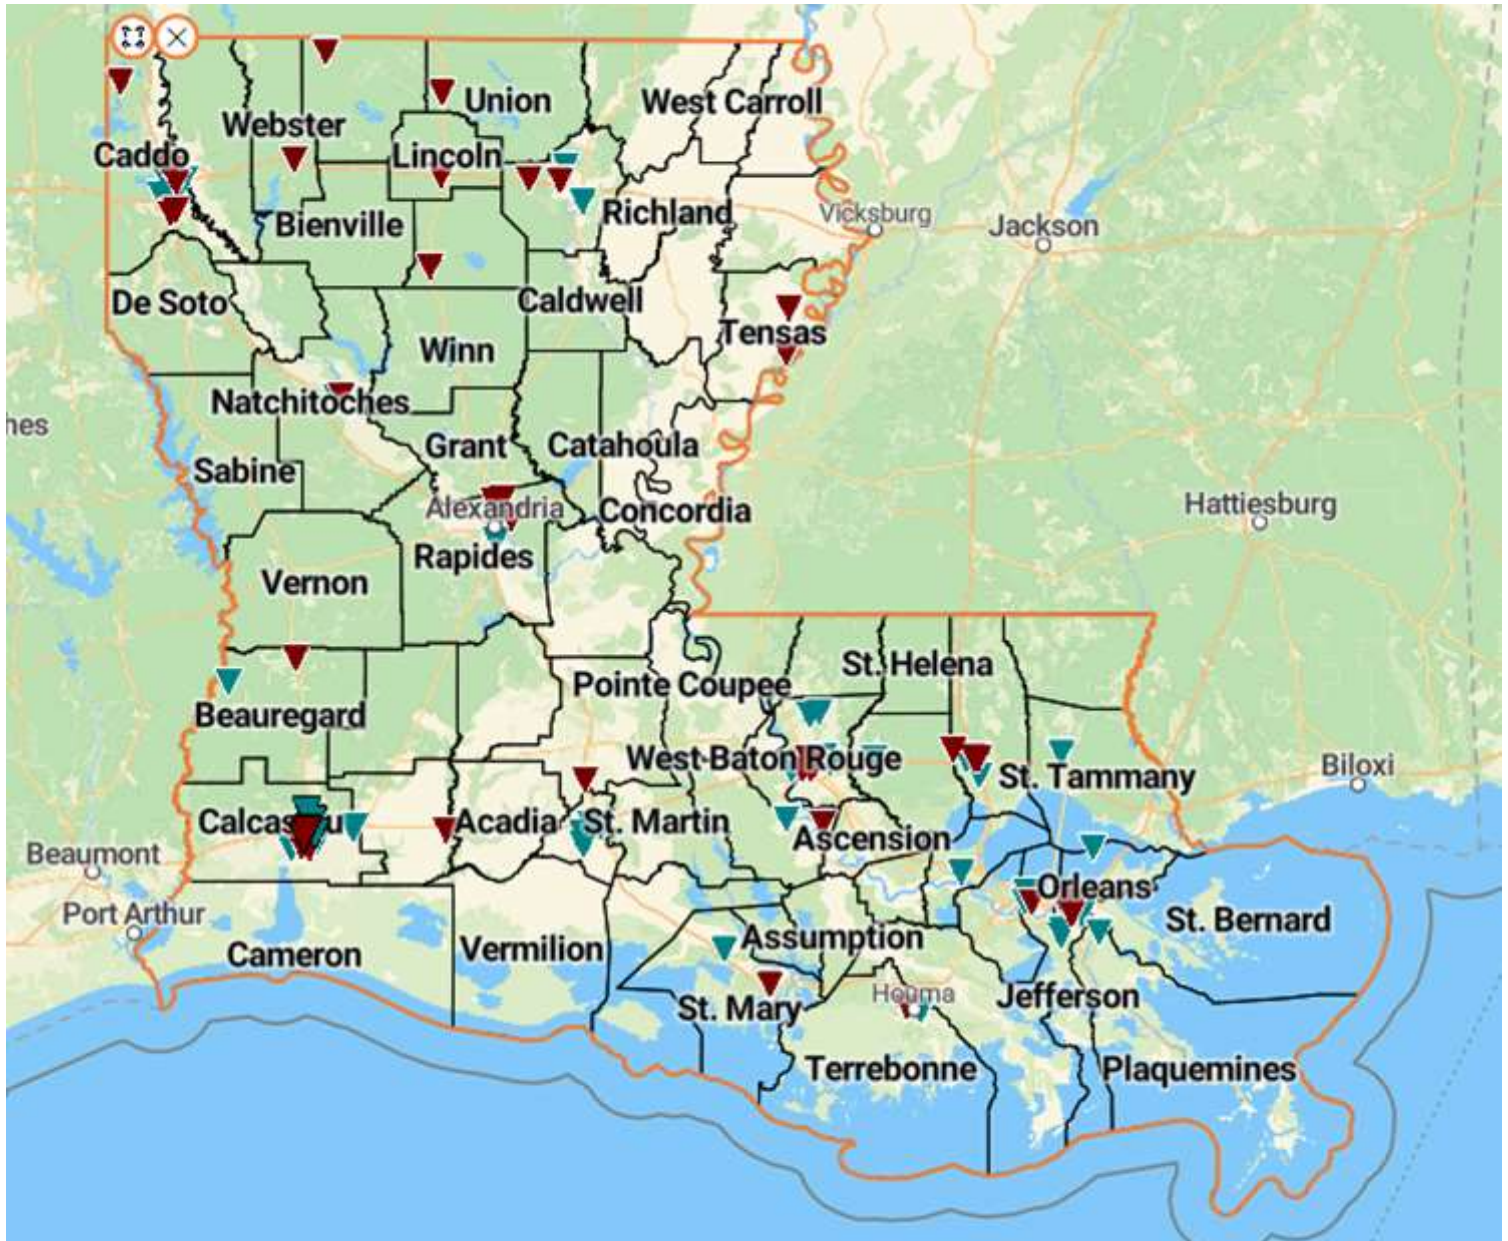 Union
West Carroll
Webster
Caddo
Lincoln
Richland
Vicksburg
Bienville
Jackson
De Soto
Caldwell
Tensas
Winn
Natchitoches
hes
Grant
Catahoula
Sabine
Alexandria
Concordia
Hattiesburg
Rapides
Vernon
St. Helena
Pointe Coupee
Beauregard
West Baton Rouge
Biloxi
St. Tammany
Calcasieu
Acadia
St. Martin
Ascension
Beaumont
Orleans
Port Arthur
St. Bernard
Assumption
Vermilion
Cameron
Houma
Jefferson
St. Mary
Terrebonne
Plaquemines